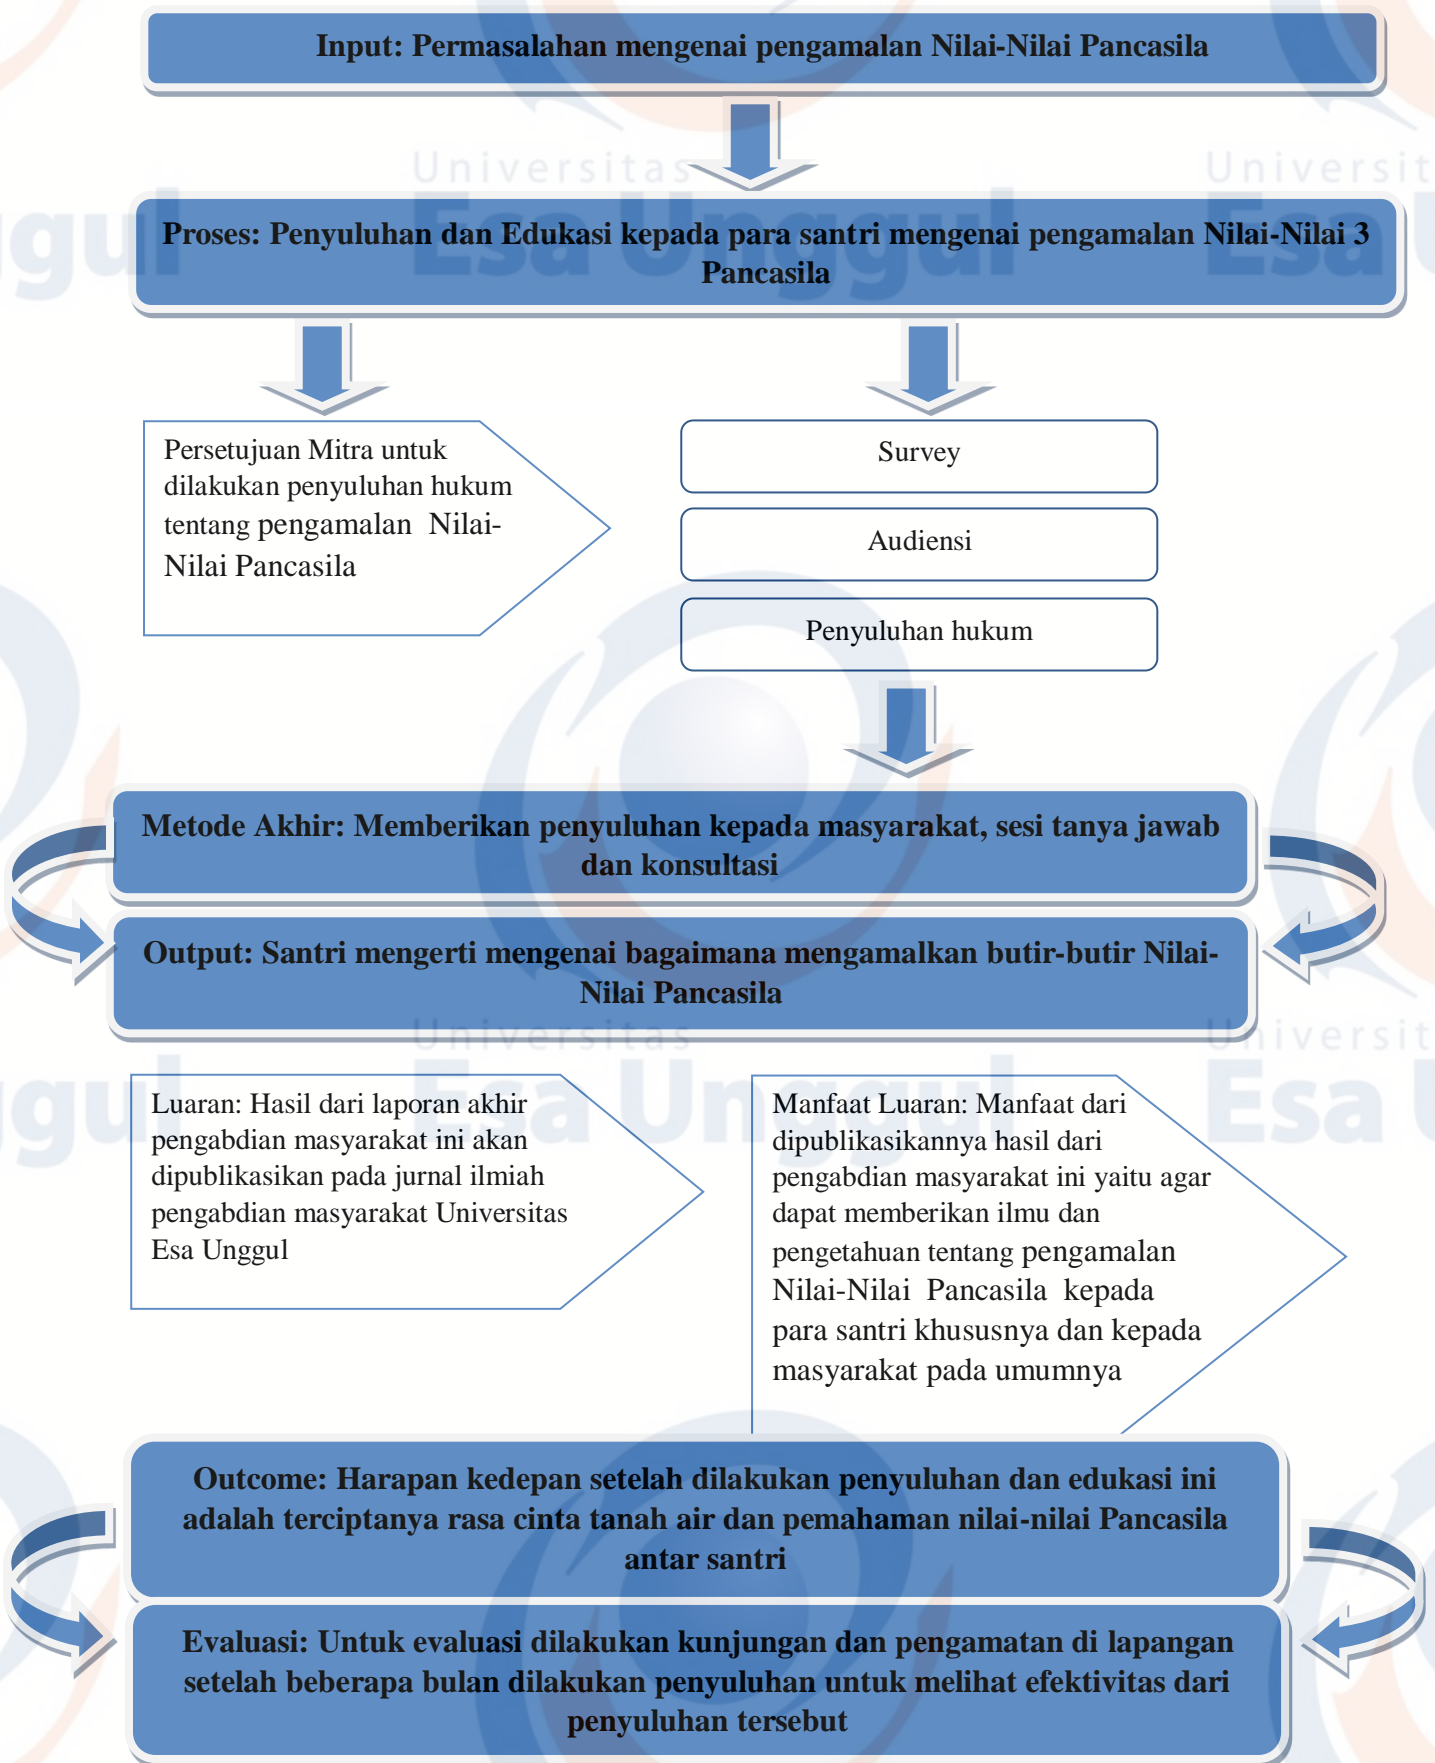 Input: Permasalahan mengenai pengamalan Nilai-Nilai Pancasila
Universitas
Esa Unggul
Proses: Penyuluhan dan Edukasi kepada para santri mengenai pengamalan Nilai-Nilai 3
Pancasila
Persetujuan Mitra untuk
dilakukan penyuluhan hukum
tentang pengamalan Nilai-
Nilai Pancasila
Survey
Audiensi
Penyuluhan hukum
Metode Akhir: Memberikan penyuluhan kepada masyarakat, sesi tanya jawab
dan konsultasi
Output: Santri mengerti mengenai bagaimana mengamalkan butir-butir Nilai-
Nilai Pancasila
Universitas
Esa Unggul
Luaran: Hasil dari laporan akhir
pengabdian masyarakat ini akan
dipublikasikan pada jurnal ilmiah
pengabdian masyarakat Universitas
Esa Unggul
Manfaat Luaran: Manfaat dari
dipublikasikannya hasil dari
pengabdian masyarakat ini yaitu agar
dapat memberikan ilmu dan
pengetahuan tentang pengamalan
Nilai-Nilai Pancasila kepada
para santri khususnya dan kepada
masyarakat pada umumnya
Outcome: Harapan kedepan setelah dilakukan penyuluhan dan edukasi ini
adalah terciptanya rasa cinta tanah air dan pemahaman nilai-nilai Pancasila
antar santri
Evaluasi: Untuk evaluasi dilakukan kunjungan dan pengamatan di lapangan
setelah beberapa bulan dilakukan penyuluhan untuk melihat efektivitas dari
penyuluhan tersebut